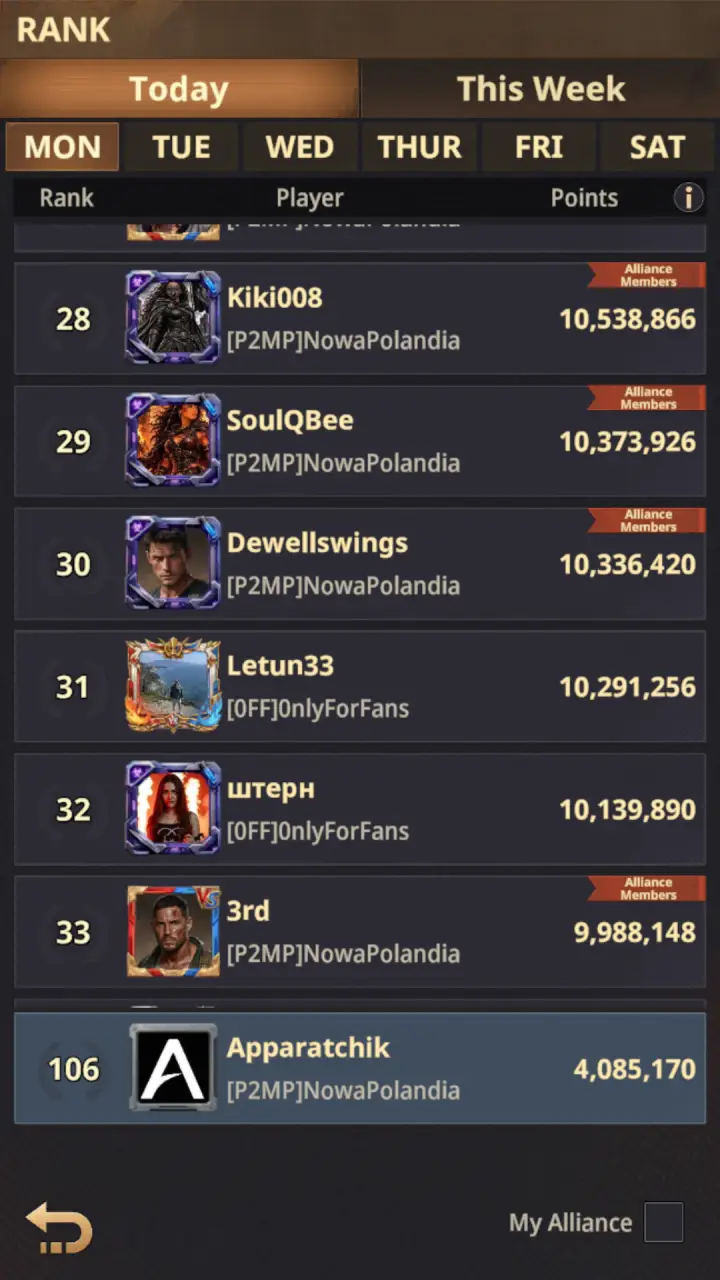 RANK
Today
This Week
MON
TUE
WED
THUR
FRI
SAT
Rank
Player
Points
[P2MP]NowaPolandia
28
Kiki008
[P2MP]NowaPolandia
Alliance
Members
10,538,866
29
SoulQBee
[P2MP]NowaPolandia
Alliance
Members
10,373,926
30
Dewellswings
[P2MP]NowaPolandia
Alliance
Members
10,336,420
31
Letun33
[0FF]0nlyForFans
10,291,256
32
штерн
[0FF]0nlyForFans
10,139,890
33
3rd
[P2MP]NowaPolandia
Alliance
Members
9,988,148
106
Apparatchik
[P2MP]NowaPolandia
4,085,170
My Alliance